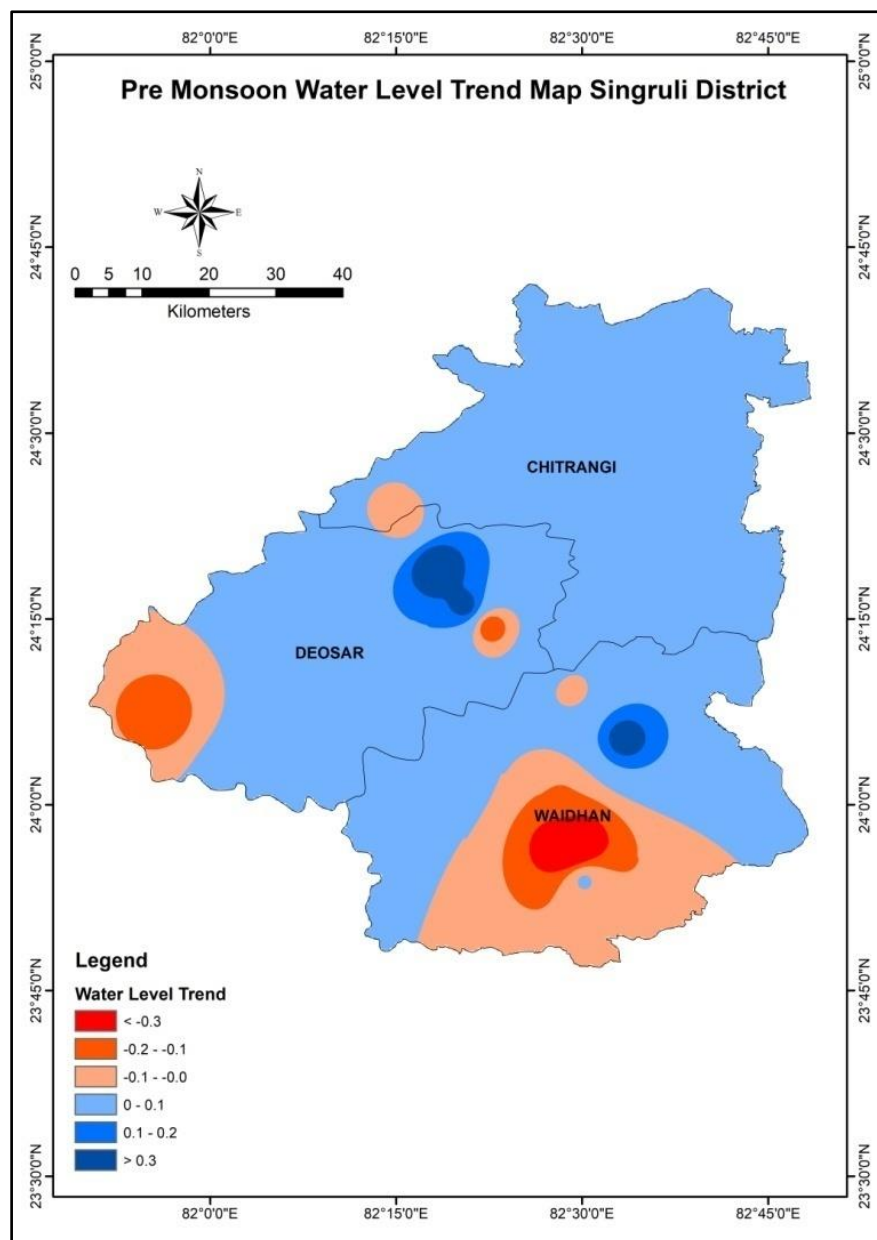 82°0'0"E 82°15'0"E 82°30'0"E 82°45'0"E
Pre Monsoon Water Level Trend Map Singruli District
N
W E
S
0 5 10 20 30 40
Kilometers
25°0'0"N 25°0'0"N
24°45'0"N 24°45'0"N
24°30'0"N 24°30'0"N
CHITRANGI
24°15'0"N 24°15'0"N
DEOSAR
24°0'0"N 24°0'0"N
WAIDHAN
23°45'0"N 23°45'0"N
23°30'0"N 23°30'0"N
Legend
Water Level Trend
< -0.3
-0.2 - -0.1
-0.1 - -0.0
0 - 0.1
0.1 - 0.2
> 0.3
82°0'0"E 82°15'0"E 82°30'0"E 82°45'0"E